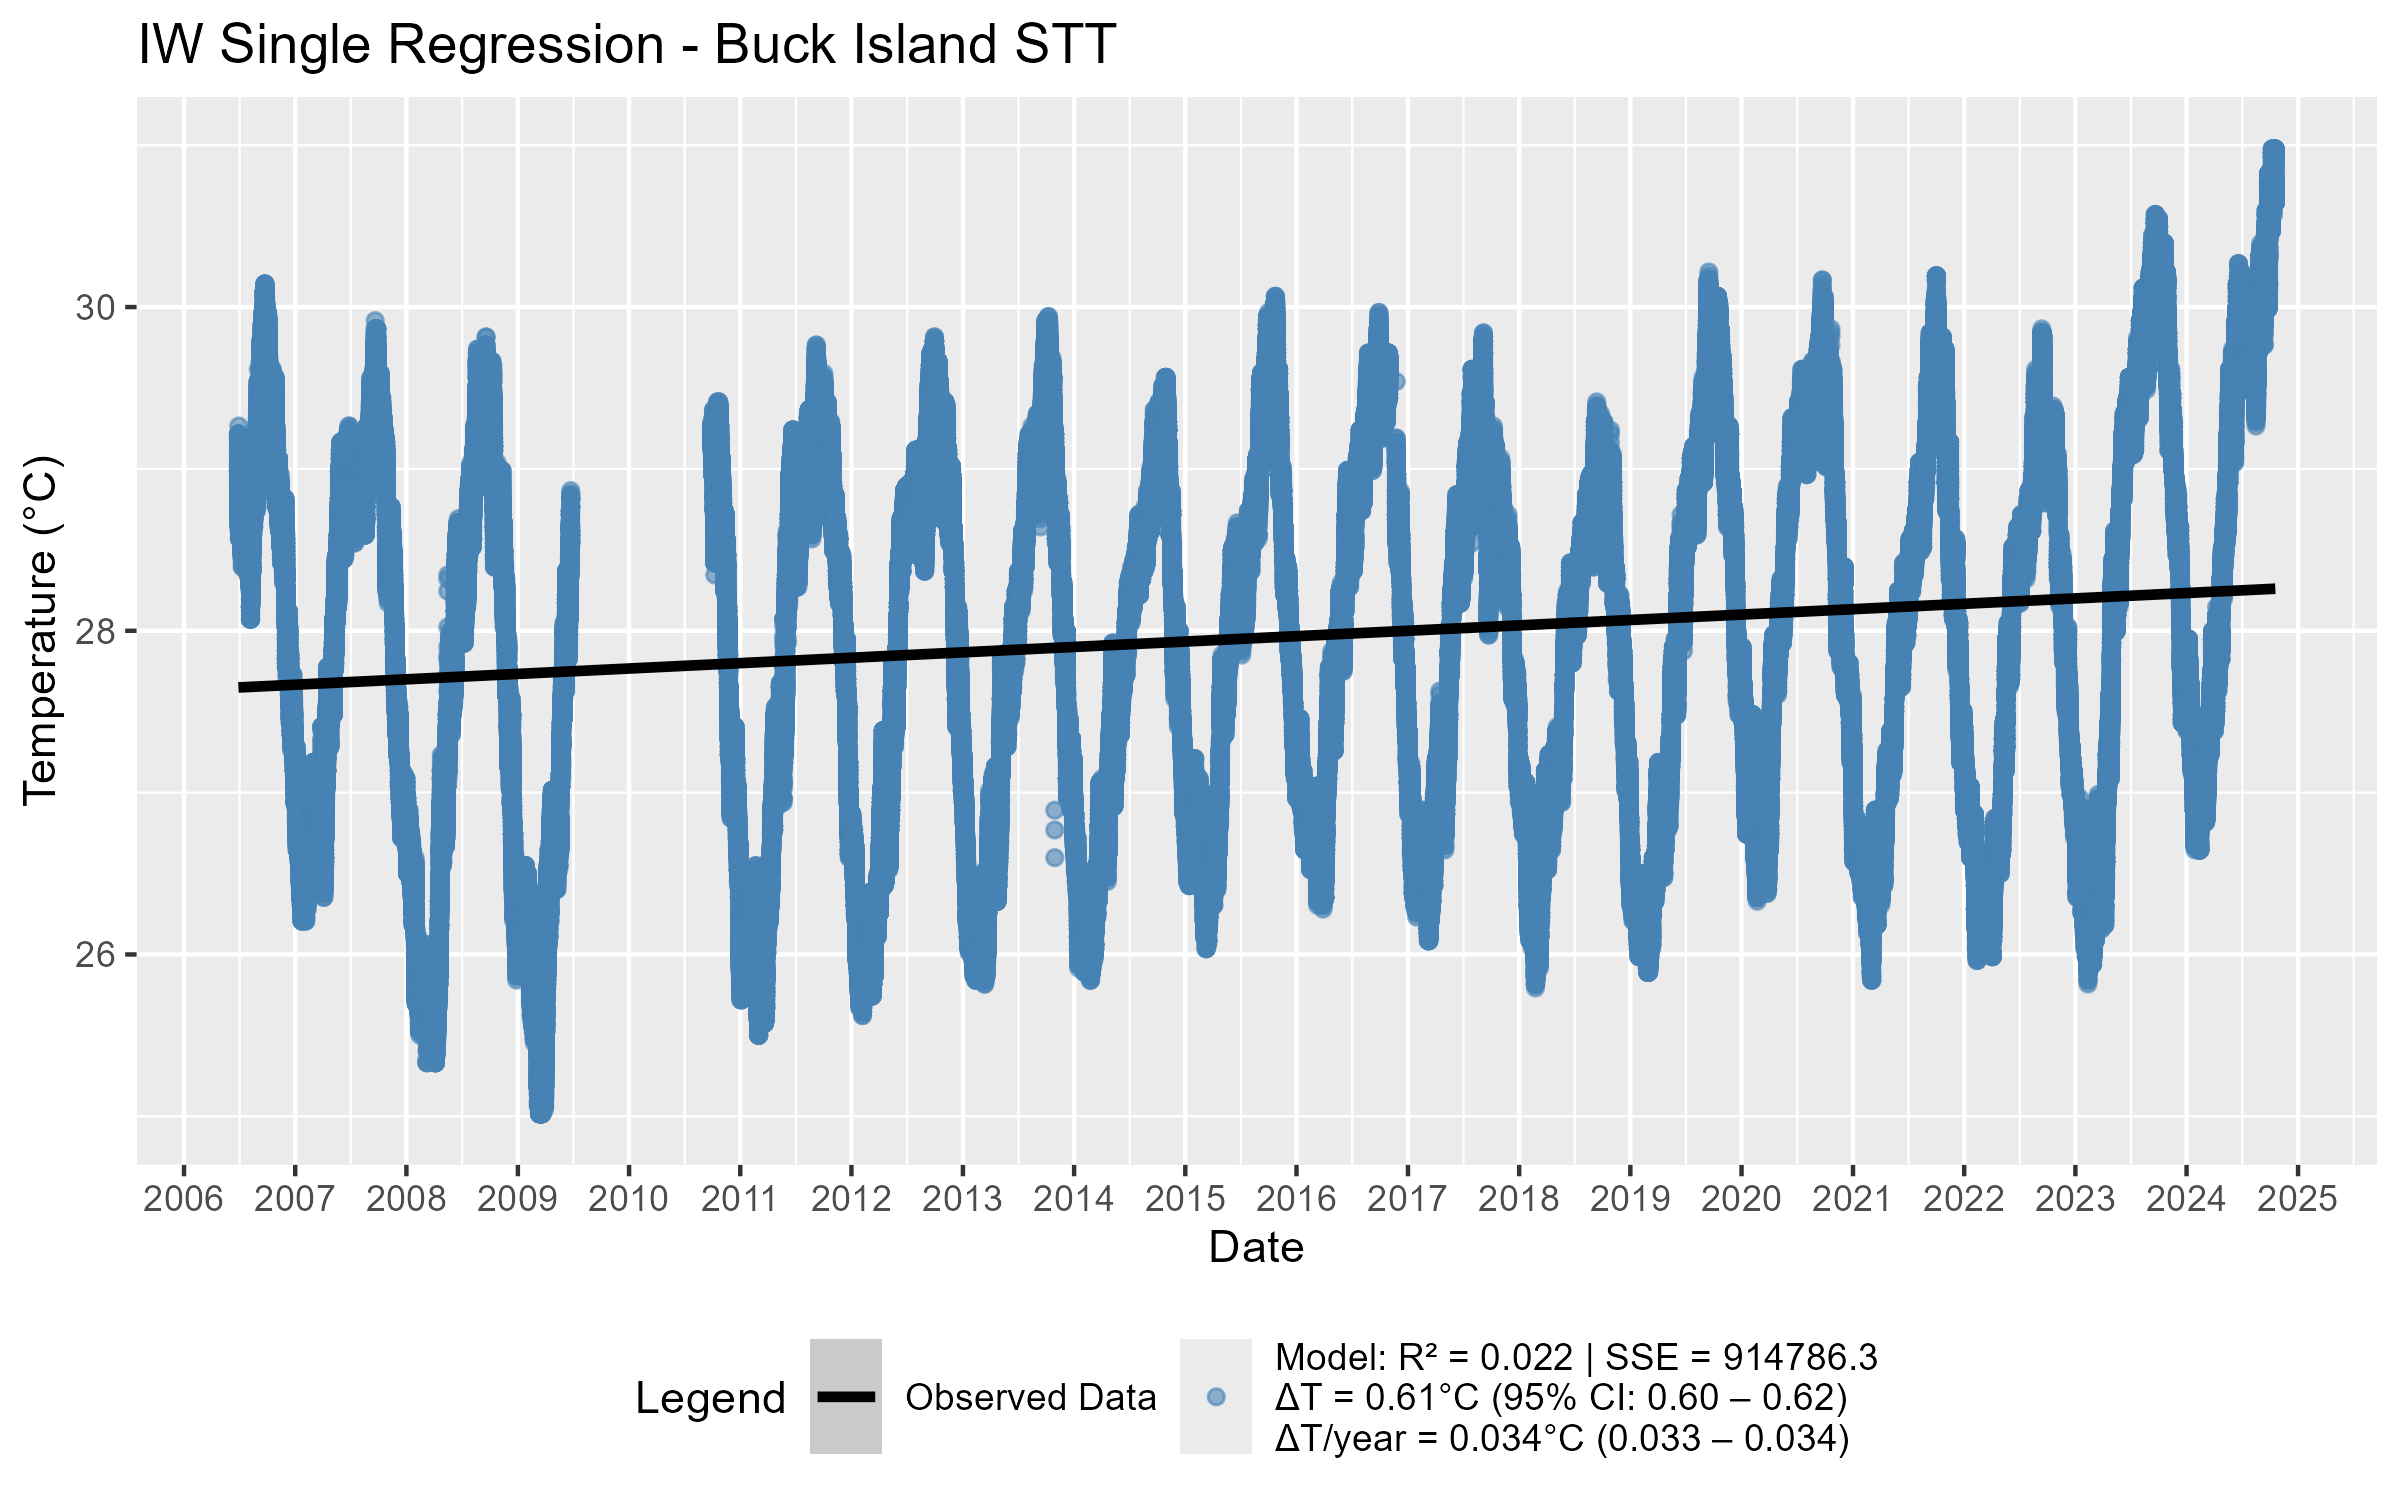 IW Single Regression - Buck Island STT
Temperature (°C)
30
28
26
2006 2007 2008 2009 2010 2011 2012 2013 2014 2015 2016 2017 2018 2019 2020 2021 2022 2023 2024 2025
Date
Legend
Observed Data
Model: R² = 0.022 | SSE = 914786.3
ΔT = 0.61°C (95% CI: 0.60 – 0.62)
ΔT/year = 0.034°C (0.033 – 0.034)